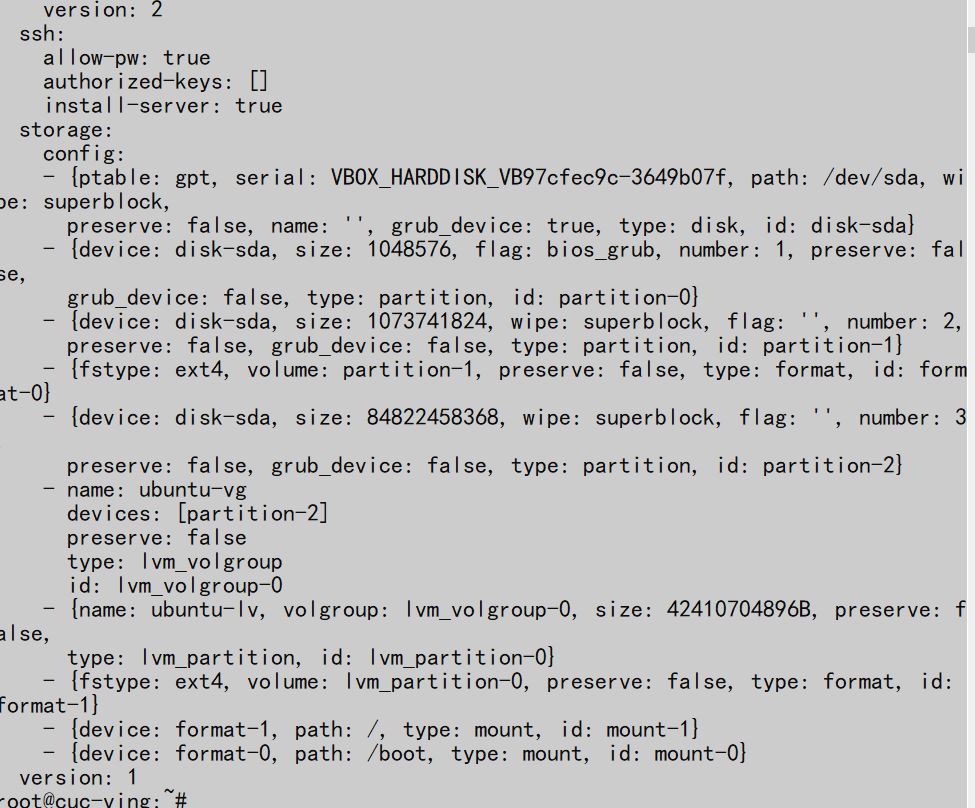 version: 2
ssh:
allow-pw: true
authorized-keys: []
install-server: true
storage:
config:
- {ptable: gpt, serial: VBOX_HARDDISK_VB97cfec9c-3649b07f, path: /dev/sda, wi
pe: superblock,
preserve: false, name: '', grub_device: true, type: disk, id: disk-sda}
- {device: disk-sda, size: 1048576, flag: bios_grub, number: 1, preserve: fal
se,
grub_device: false, type: partition, id: partition-0}
- {device: disk-sda, size: 1073741824, wipe: superblock, flag: '', number: 2,
preserve: false, grub_device: false, type: partition, id: partition-1}
- {fstype: ext4, volume: partition-1, preserve: false, type: format, id: form
at-0}
- {device: disk-sda, size: 84822458368, wipe: superblock, flag: '', number: 3
,
preserve: false, grub_device: false, type: partition, id: partition-2}
- name: ubuntu-vg
devices: [partition-2]
preserve: false
type: lvm_volgroup
id: lvm_volgroup-0
- {name: ubuntu-lv, volgroup: lvm_volgroup-0, size: 42410704896B, preserve: f
alse,
type: lvm_partition, id: lvm_partition-0}
- {fstype: ext4, volume: lvm_partition-0, preserve: false, type: format, id:
format-1}
- {device: format-1, path: /, type: mount, id: mount-1}
- {device: format-0, path: /boot, type: mount, id: mount-0}
version: 1
root@cuc-ying:~#